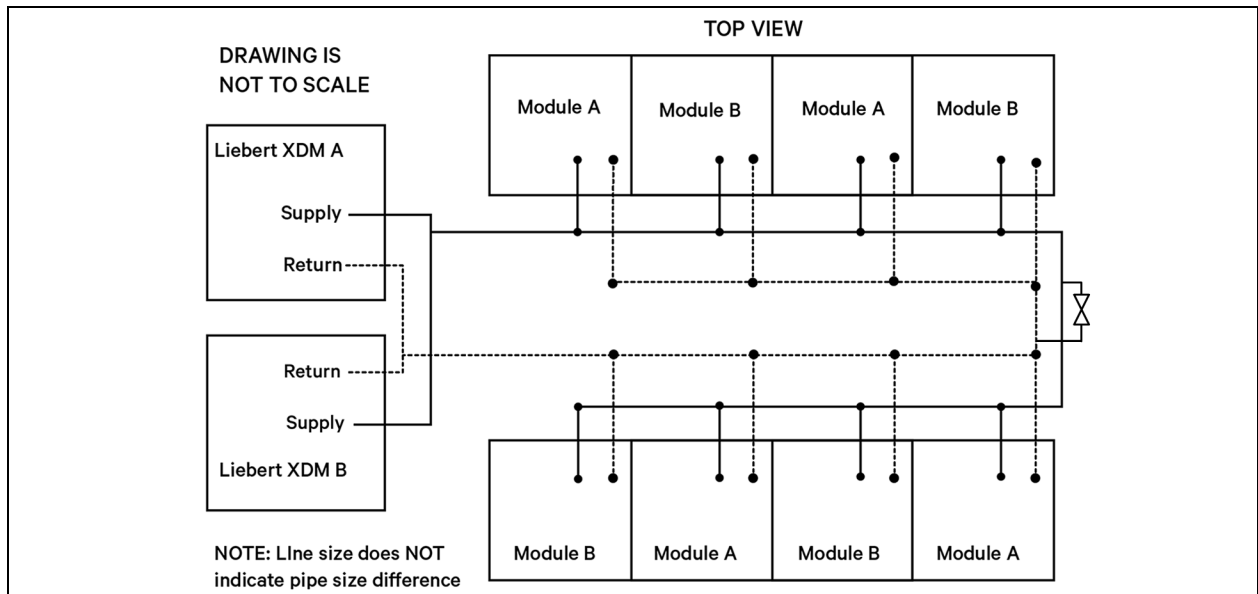 TOP VIEW
DRAWING IS
NOT TO SCALE
Liebert XDM A
Supply
Return
Return
Supply
Liebert XDM B
Module A
Module B
Module A
Module B
Module B
Module A
Module B
Module A
NOTE: LIne size does NOT
indicate pipe size difference